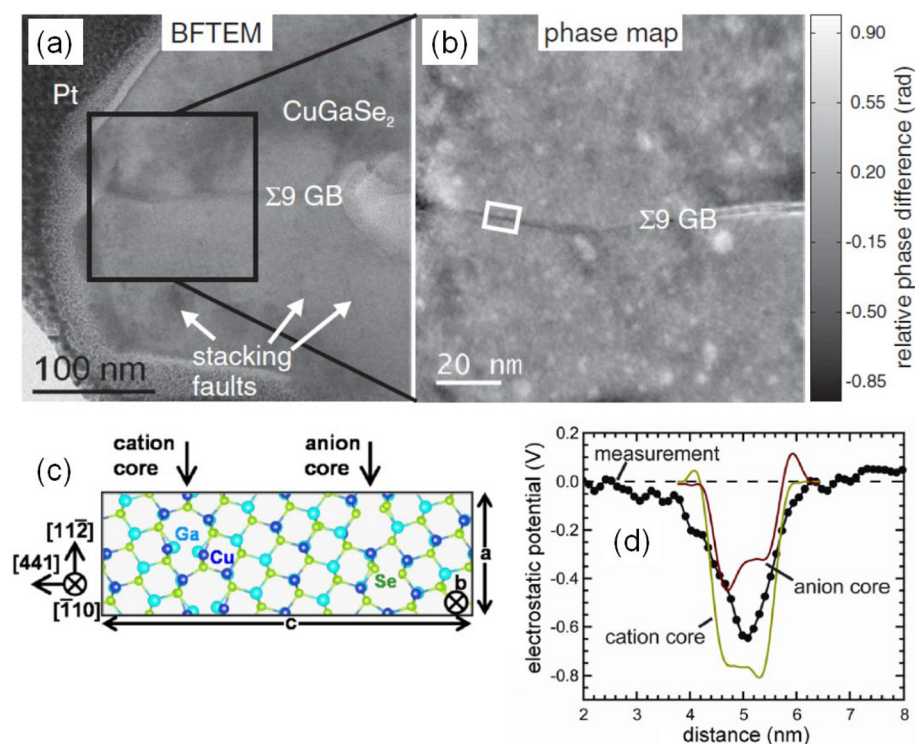 (a)
BFTEM
Pt
CuGaSe₂
Σ9 GB
stacking
faults
100 nm
(b)
phase map
Σ9 GB
20 nm
0.90
0.55
0.20
-0.15
-0.50
-0.85
relative phase difference (rad)
(c)
cation
core
anion
core
[112̅]
[441]
[1̅10]
Ga
Cu
Se
a
b
c
(d)
electrostatic potential (V)
0.2
0.0
-0.2
-0.4
-0.6
-0.8
measurement
anion core
cation core
2
3
4
5
6
7
8
distance (nm)